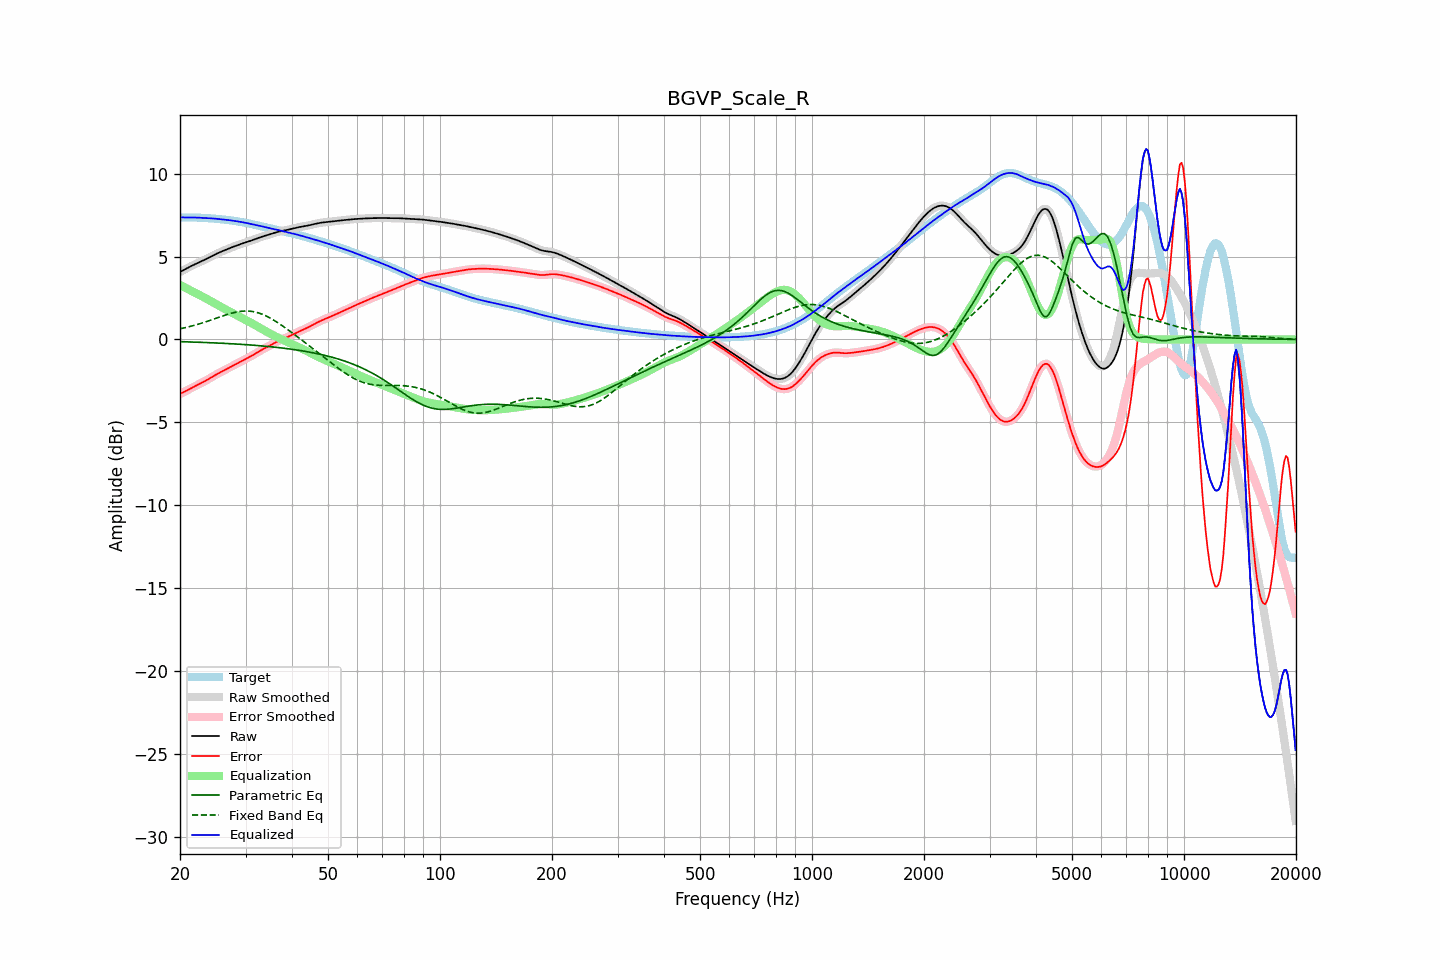 BGVP_Scale_R
Amplitude (dBr)
10
5
0
−5
−10
−15
−20
−25
−30
Target
Raw Smoothed
Error Smoothed
Raw
Error
Equalization
Parametric Eq
Fixed Band Eq
Equalized
20 50 100 200 500 1000 2000 5000 10000 20000
Frequency (Hz)